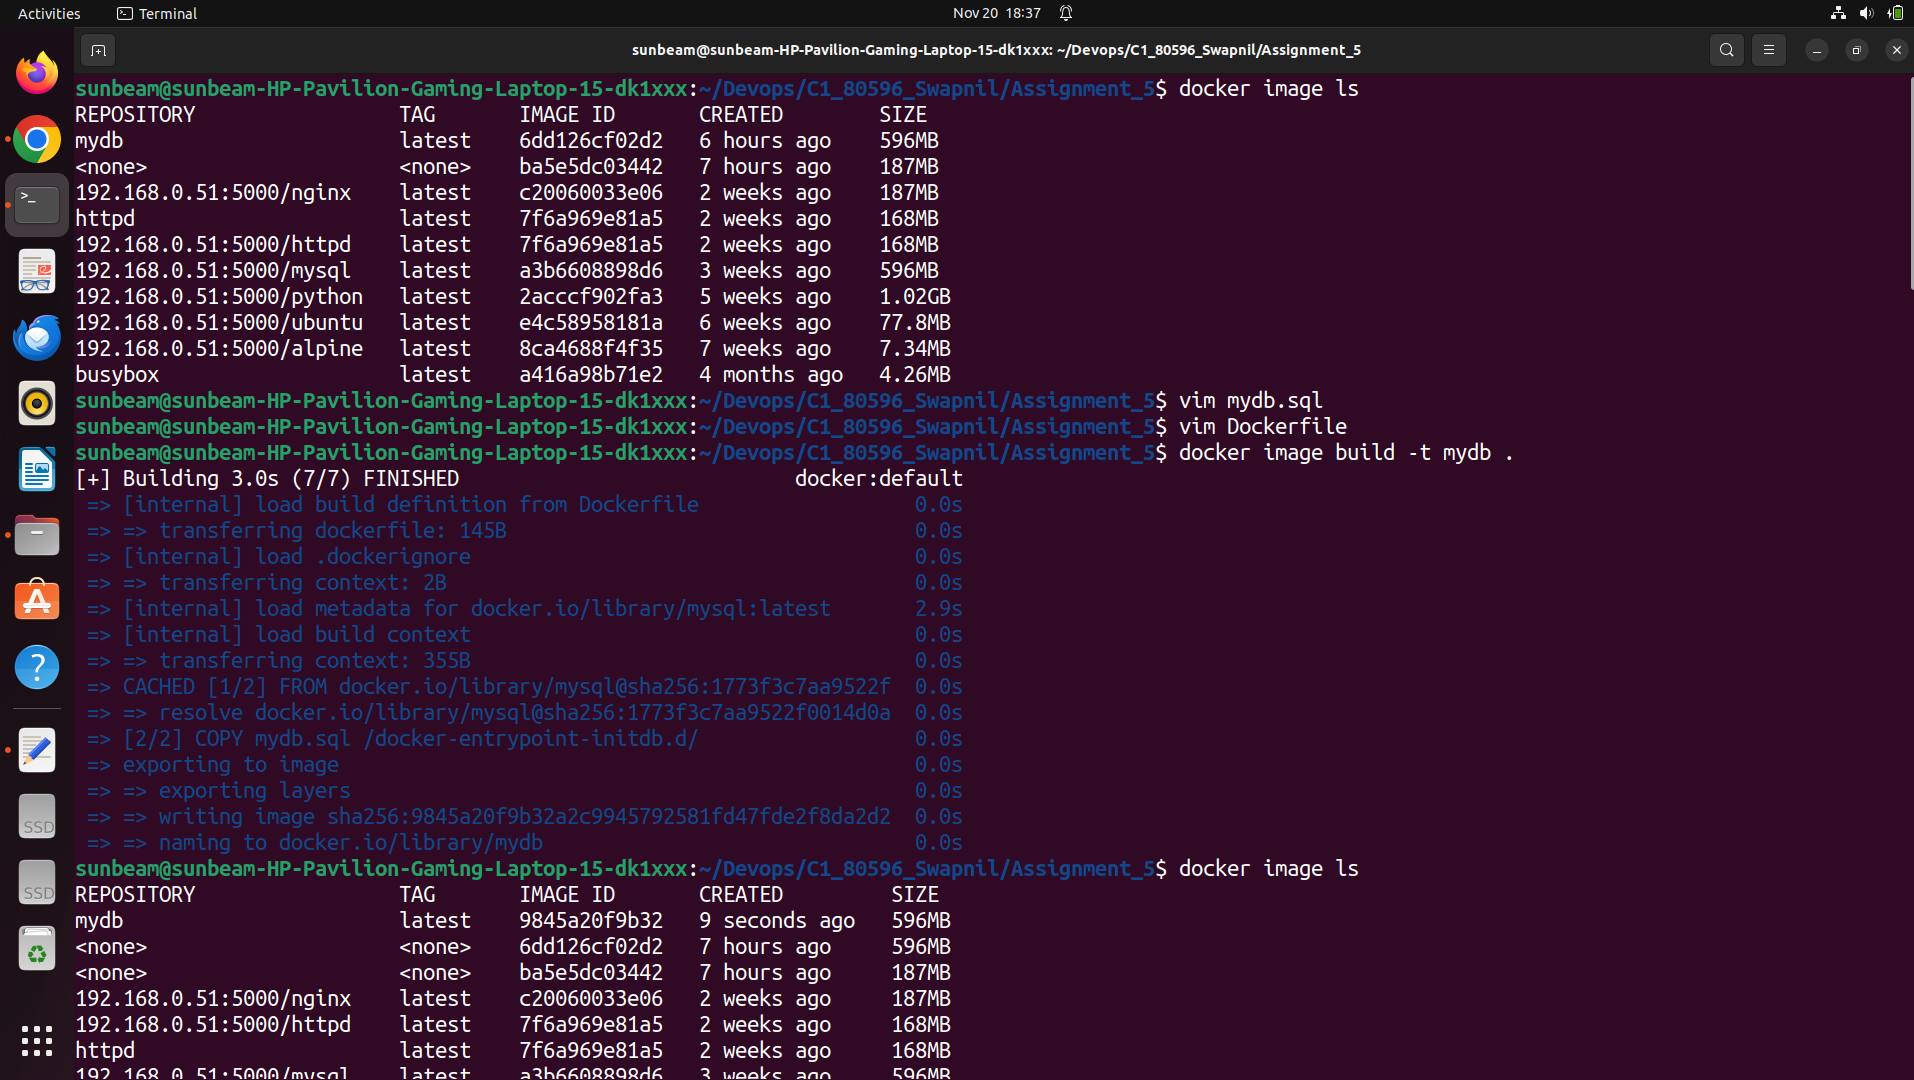 Activities
Terminal
Nov 20 18:37
sunbeam@sunbeam-HP-Pavilion-Gaming-Laptop-15-dk1xxx: ~/Devops/C1_80596_Swapnil/Assignment_5
sunbeam@sunbeam-HP-Pavilion-Gaming-Laptop-15-dk1xxx:~/Devops/C1_80596_Swapnil/Assignment_5$ docker image ls
REPOSITORY TAG IMAGE ID CREATED SIZE
mydb latest 6dd126cf02d2 6 hours ago 596MB
<none> <none> ba5e5dc03442 7 hours ago 187MB
192.168.0.51:5000/nginx latest c20060033e06 2 weeks ago 187MB
httpd latest 7f6a969e81a5 2 weeks ago 168MB
192.168.0.51:5000/httpd latest 7f6a969e81a5 2 weeks ago 168MB
192.168.0.51:5000/mysql latest a3b6608898d6 3 weeks ago 596MB
192.168.0.51:5000/python latest 2acccf902fa3 5 weeks ago 1.02GB
192.168.0.51:5000/ubuntu latest e4c58958181a 6 weeks ago 77.8MB
192.168.0.51:5000/alpine latest 8ca4688f4f35 7 weeks ago 7.34MB
busybox latest a416a98b71e2 4 months ago 4.26MB
sunbeam@sunbeam-HP-Pavilion-Gaming-Laptop-15-dk1xxx:~/Devops/C1_80596_Swapnil/Assignment_5$ vim mydb.sql
sunbeam@sunbeam-HP-Pavilion-Gaming-Laptop-15-dk1xxx:~/Devops/C1_80596_Swapnil/Assignment_5$ vim Dockerfile
sunbeam@sunbeam-HP-Pavilion-Gaming-Laptop-15-dk1xxx:~/Devops/C1_80596_Swapnil/Assignment_5$ docker image build -t mydb .
[+] Building 3.0s (7/7) FINISHED docker:default
=> [internal] load build definition from Dockerfile 0.0s
=> => transferring dockerfile: 145B 0.0s
=> [internal] load .dockerignore 0.0s
=> => transferring context: 2B 0.0s
=> [internal] load metadata for docker.io/library/mysql:latest 2.9s
=> [internal] load build context 0.0s
=> => transferring context: 355B 0.0s
=> CACHED [1/2] FROM docker.io/library/mysql@sha256:1773f3c7aa9522f 0.0s
=> => resolve docker.io/library/mysql@sha256:1773f3c7aa9522f0014d0a 0.0s
=> [2/2] COPY mydb.sql /docker-entrypoint-initdb.d/ 0.0s
=> exporting to image 0.0s
=> => exporting layers 0.0s
=> => writing image sha256:9845a20f9b32a2c9945792581fd47fde2f8da2d2 0.0s
=> => naming to docker.io/library/mydb 0.0s
sunbeam@sunbeam-HP-Pavilion-Gaming-Laptop-15-dk1xxx:~/Devops/C1_80596_Swapnil/Assignment_5$ docker image ls
REPOSITORY TAG IMAGE ID CREATED SIZE
mydb latest 9845a20f9b32 9 seconds ago 596MB
<none> <none> 6dd126cf02d2 7 hours ago 596MB
<none> <none> ba5e5dc03442 7 hours ago 187MB
192.168.0.51:5000/nginx latest c20060033e06 2 weeks ago 187MB
192.168.0.51:5000/httpd latest 7f6a969e81a5 2 weeks ago 168MB
httpd latest 7f6a969e81a5 2 weeks ago 168MB
192.168.0.51:5000/mysql latest a3b6608898d6 3 weeks ago 596MB
SSD
SSD